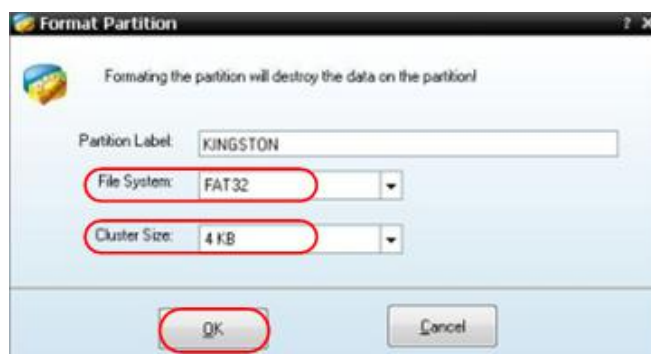 Format Partition ? X
Formating the partition will destroy the data on the partition!
Partition Label: KINGSTON
File System: FAT32
Cluster Size: 4 KB
OK Cancel